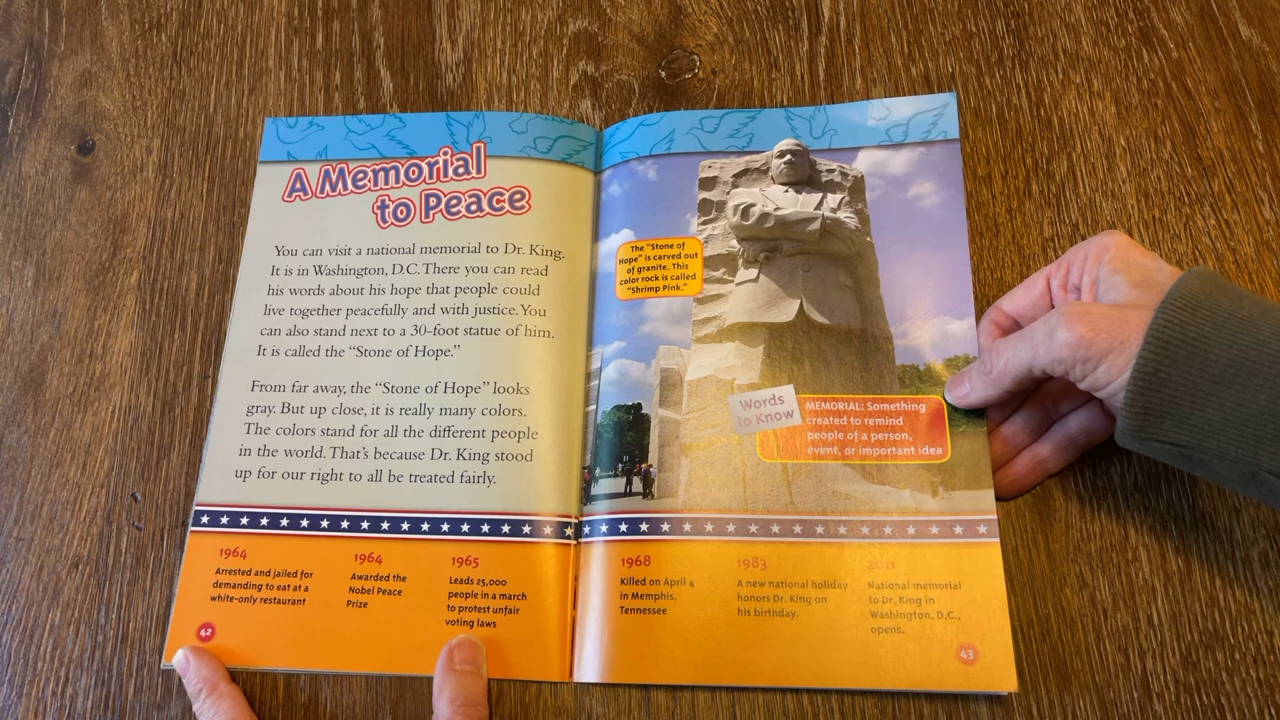 A Memorial
to Peace
You can visit a national memorial to Dr. King.
It is in Washington, D.C. There you can read
his words about his hope that people could
live together peacefully and with justice. You
can also stand next to a 30-foot statue of him.
It is called the “Stone of Hope.”
From far away, the “Stone of Hope” looks
gray. But up close, it is really many colors.
The colors stand for all the different people
in the world. That’s because Dr. King stood
up for our right to all be treated fairly.
1964
Arrested and jailed for
demanding to eat at a
white-only restaurant
1964
Awarded the
Nobel Peace
Prize
1965
Leads 25,000
people in a march
to protest unfair
voting laws
42
The “Stone of
Hope” is carved out
of granite. This
color rock is called
“Shrimp Pink.”
Words
to Know
MEMORIAL: Something
created to remind
people of a person,
event, or important idea
1968
Killed on April 4
in Memphis,
Tennessee
1983
A new national holiday
honors Dr. King on
his birthday.
2011
National memorial
to Dr. King in
Washington, D.C.,
opens.
43